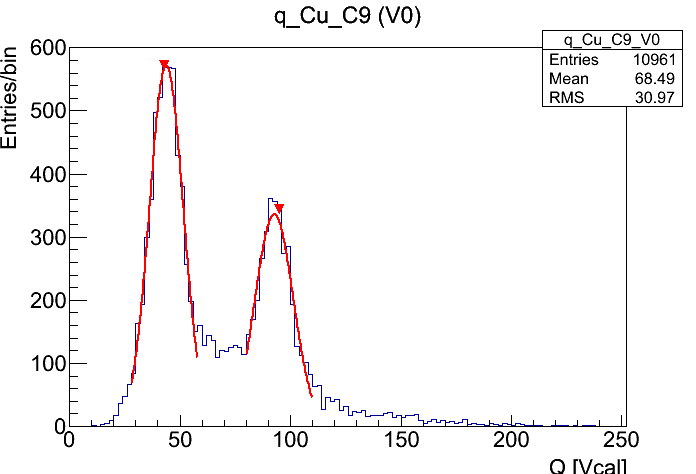 q_Cu_C9 (V0)
q_Cu_C9_V0
Entries 10961
Mean 68.49
RMS 30.97
Entries/bin
600
500
400
300
200
100
0
0 50 100 150 200 250
Q [Vcal]